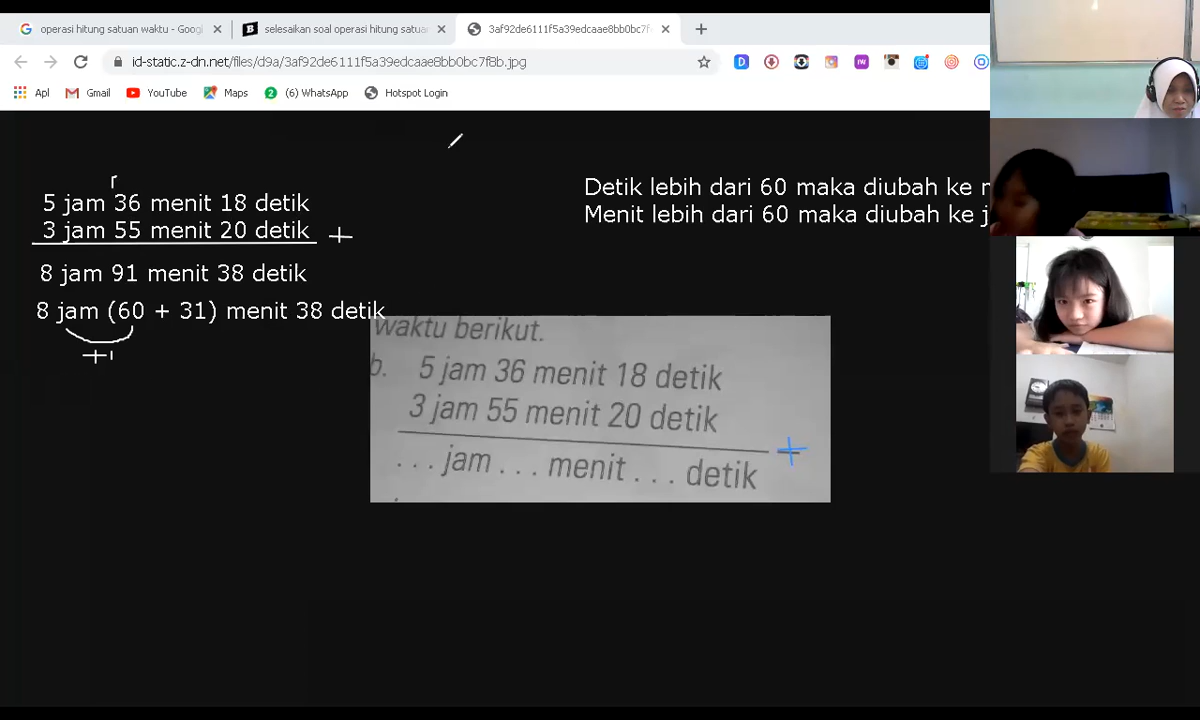 operasi hitung satuan waktu - Goog
selesaikan soal operasi hitung satua
3af92de6111f5a39edcaae8bb0bc7f
id-static.z-dn.net/files/d9a/3af92de6111f5a39edcaae8bb0bc7f8b.jpg
Apl Gmail YouTube Maps (6) WhatsApp Hotspot Login
5 jam 36 menit 18 detik
3 jam 55 menit 20 detik +
8 jam 91 menit 38 detik
8 jam (60 + 31) menit 38 detik
+
Detik lebih dari 60 maka diubah ke
Menit lebih dari 60 maka diubah ke
waktu berikut.
b. 5 jam 36 menit 18 detik
3 jam 55 menit 20 detik
+
. . . jam . . . menit . . . detik